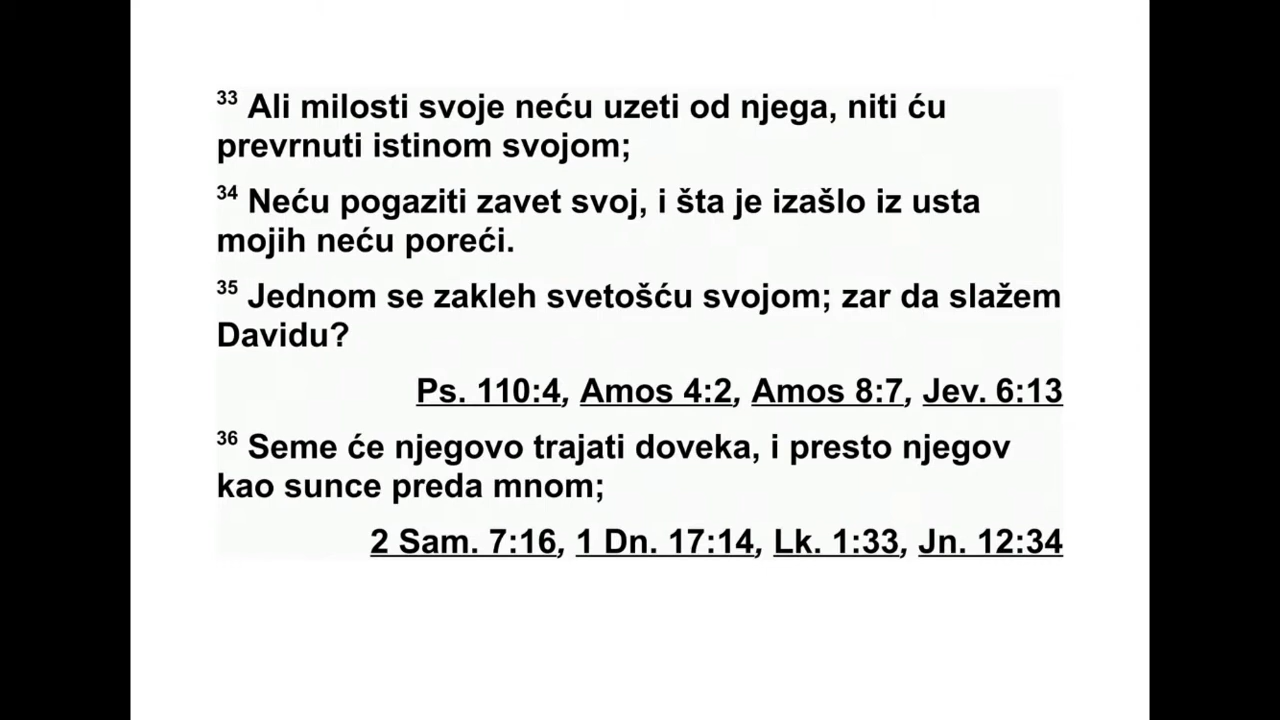 33 Ali milosti svoje neću uzeti od njega, niti ću
prevrnuti istinom svojom;
34 Neću pogaziti zavet svoj, i šta je izašlo iz usta
mojih neću poreći.
35 Jednom se zakleh svetošću svojom; zar da slažem
Davidu?
Ps. 110:4, Amos 4:2, Amos 8:7, Jev. 6:13
36 Seme će njegovo trajati doveka, i presto njegov
kao sunce preda mnom;
2 Sam. 7:16, 1 Dn. 17:14, Lk. 1:33, Jn. 12:34